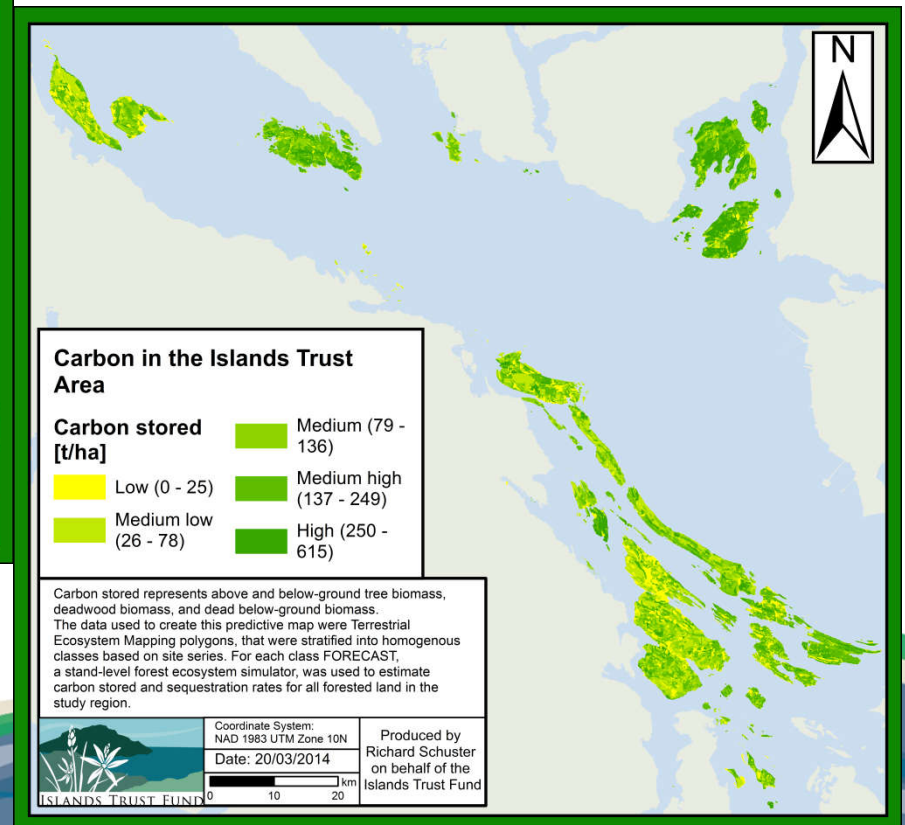 N
Carbon in the Islands Trust
Area
Carbon stored
[t/ha]
Low (0 - 25)
Medium low
(26 - 78)
Medium (79 -
136)
Medium high
(137 - 249)
High (250 -
615)
Carbon stored represents above and below-ground tree biomass,
deadwood biomass, and dead below-ground biomass.
The data used to create this predictive map were Terrestrial
Ecosystem Mapping polygons, that were stratified into homogenous
classes based on site series. For each class FORECAST,
a stand-level forest ecosystem simulator, was used to estimate
carbon stored and sequestration rates for all forested land in the
study region.
ISLANDS TRUST FUND
Coordinate System:
NAD 1983 UTM Zone 10N
Date: 20/03/2014
km
0 10 20
Produced by
Richard Schuster
on behalf of the
Islands Trust Fund